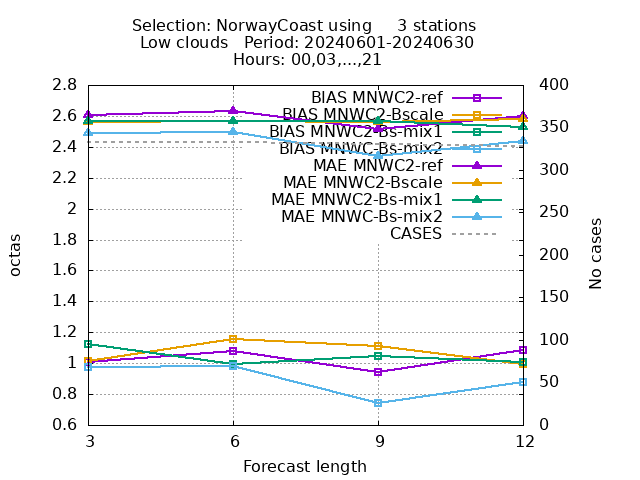 Selection: NorwayCoast using     3 stations
Low clouds   Period: 20240601-20240630
Hours: 00,03,...,21
2.8
2.6
2.4
2.2
2
1.8
1.6
1.4
1.2
1
0.8
0.6
400
350
300
250
200
150
100
50
0
octas
No cases
BIAS MNWC2-ref
BIAS MNWC2-Bscale
BIAS MNWC2-Bs-mix1
BIAS MNWC-Bs-mix2
MAE MNWC2-ref
MAE MNWC2-Bscale
MAE MNWC2-Bs-mix1
MAE MNWC-Bs-mix2
CASES
3
6
9
12
Forecast length